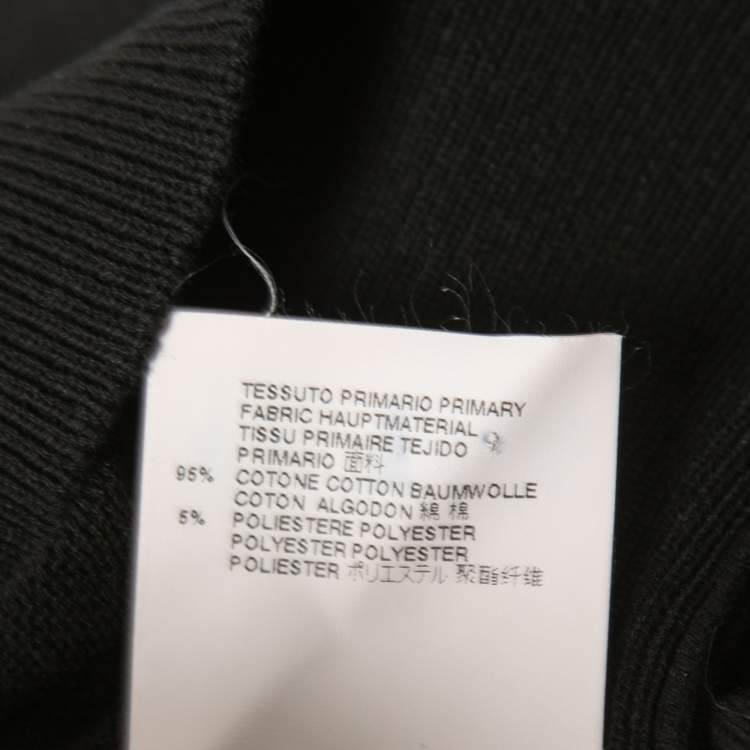 TESSUTO PRIMARIO PRIMARY
FABRIC HAUPTMATERIAL
TISSU PRIMAIRE TEJIDO
PRIMARIO 面料
95% COTONE COTTON BAUMWOLLE
COTON ALGODON 綿 棉
5% POLIESTERE POLYESTER
POLYESTER POLYESTER
POLIESTER ポリエステル 聚酯纤维